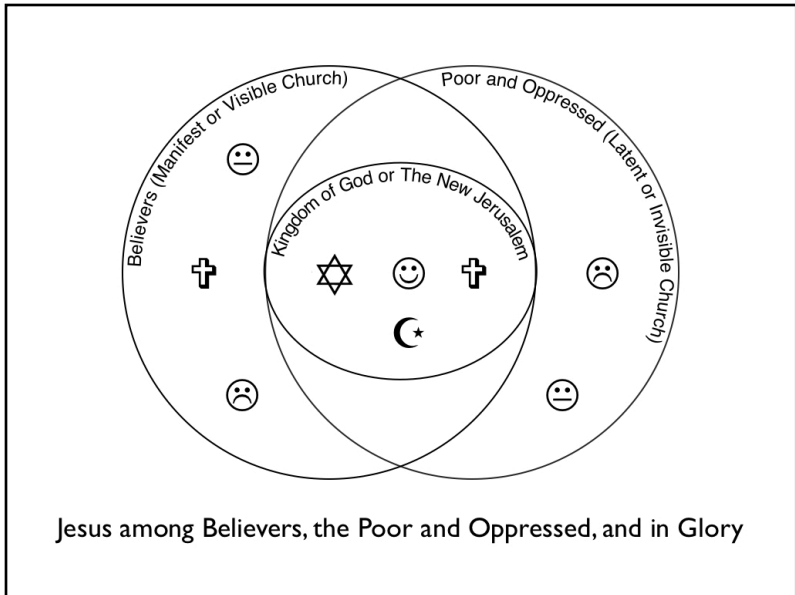 Believers (Manifest or Visible Church)
Poor and Oppressed (Latent or Invisible Church)
Kingdom of God or The New Jerusalem
Jesus among Believers, the Poor and Oppressed, and in Glory